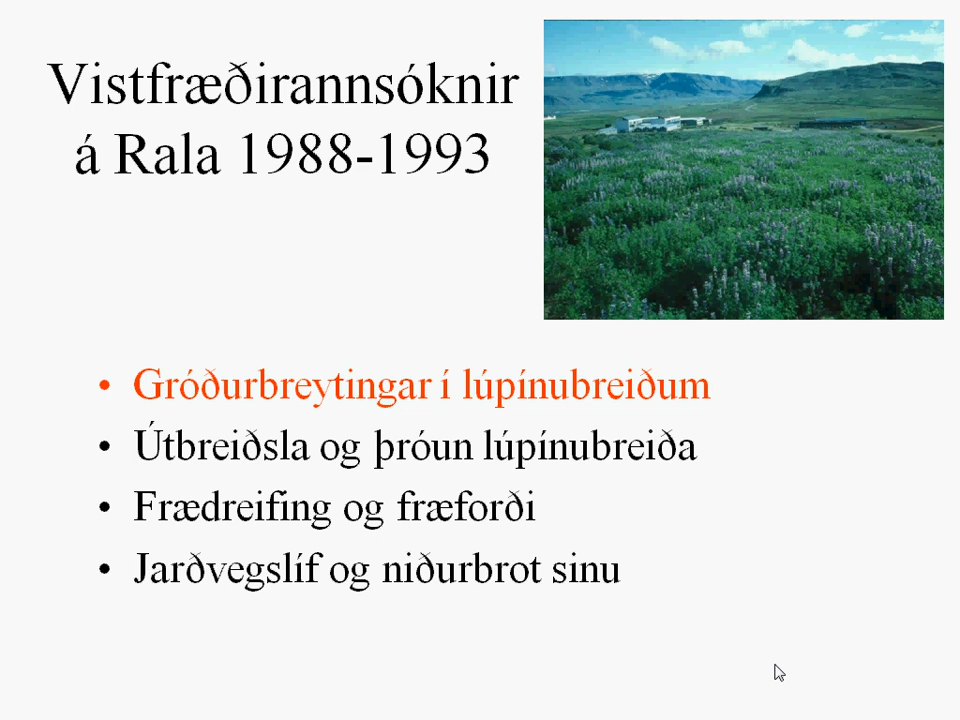 Vistfræðirannsóknir
á Rala 1988-1993
• Gróðurbreytingar í lúpínubreiðum
• Útbreiðsla og þróun lúpínubreiða
• Frædreifing og fræforði
• Jarðvegslíf og niðurbrot sinu